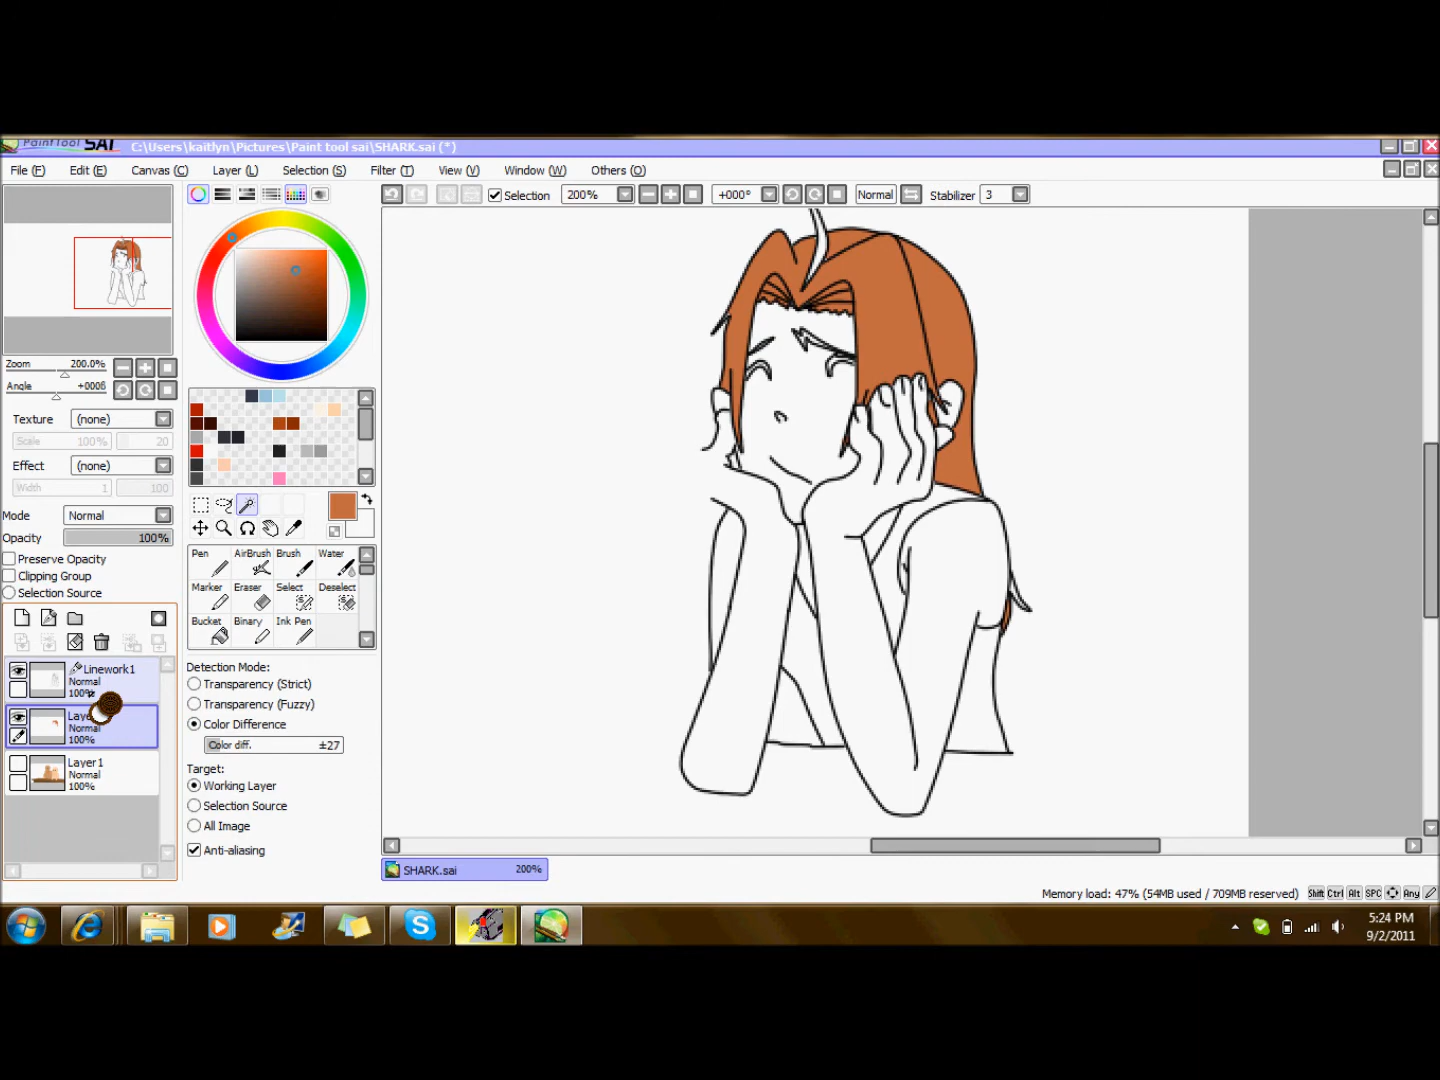 PaintTool SAI C:\Users\kaitlyn\Pictures\Paint tool sai\SHARK.sai (*)
File (F) Edit (E) Canvas (C) Layer (L) Selection (S) Filter (T) View (V) Window (W) Others (O)
Selection 200% +000° Normal Stabilizer 3
Zoom 200.0%
Angle +000δ
Texture (none)
Scale 100% 20
Effect (none)
Width 1 100
Mode Normal
Opacity 100%
Preserve Opacity
Clipping Group
Selection Source
Linework1
Normal
100%
Normal
100%
Layer1
Normal
100%
Pen AirBrush Brush Water
Marker Eraser Select Deselect
Bucket Binary Ink Pen
Detection Mode:
Transparency (Strict)
Transparency (Fuzzy)
Color Difference
Color diff. ±27
Target:
Working Layer
Selection Source
All Image
Anti-aliasing
SHARK.sai 200%
Memory load: 47% (54MB used / 709MB reserved) Shift Ctrl Alt SPC Any
5:24 PM
9/2/2011